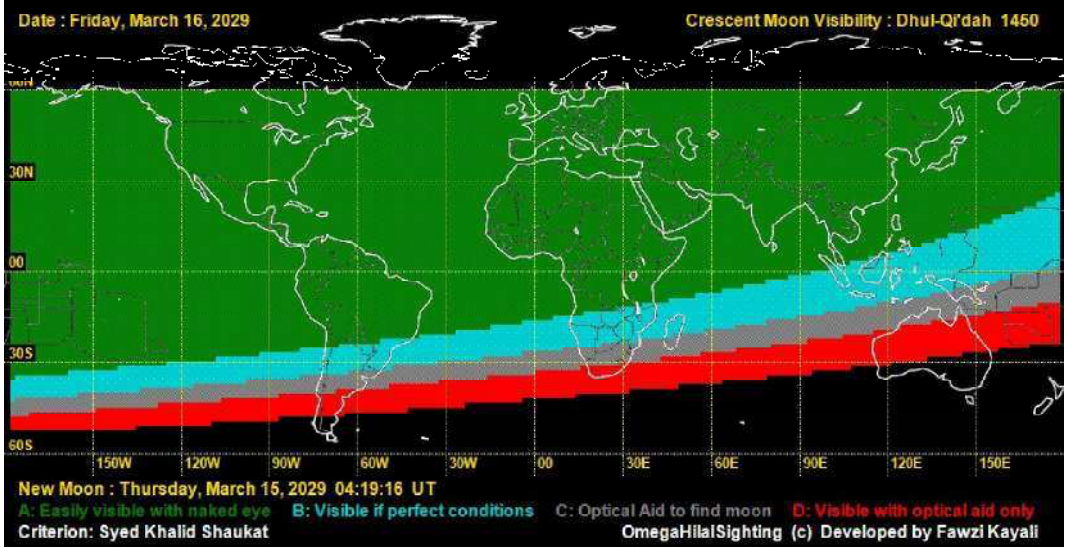 Date : Friday, March 16, 2029
Crescent Moon Visibility : Dhul-Qi'dah 1450
60N
30N
00
30S
60S
150W 120W 90W 60W 30W 00 30E 60E 90E 120E 150E
New Moon : Thursday, March 15, 2029 04:19:16 UT
A: Easily visible with naked eye B: Visible if perfect conditions C: Optical Aid to find moon D: Visible with optical aid only
Criterion: Syed Khalid Shaukat
OmegaHilalSighting (c) Developed by Fawzi Kayali